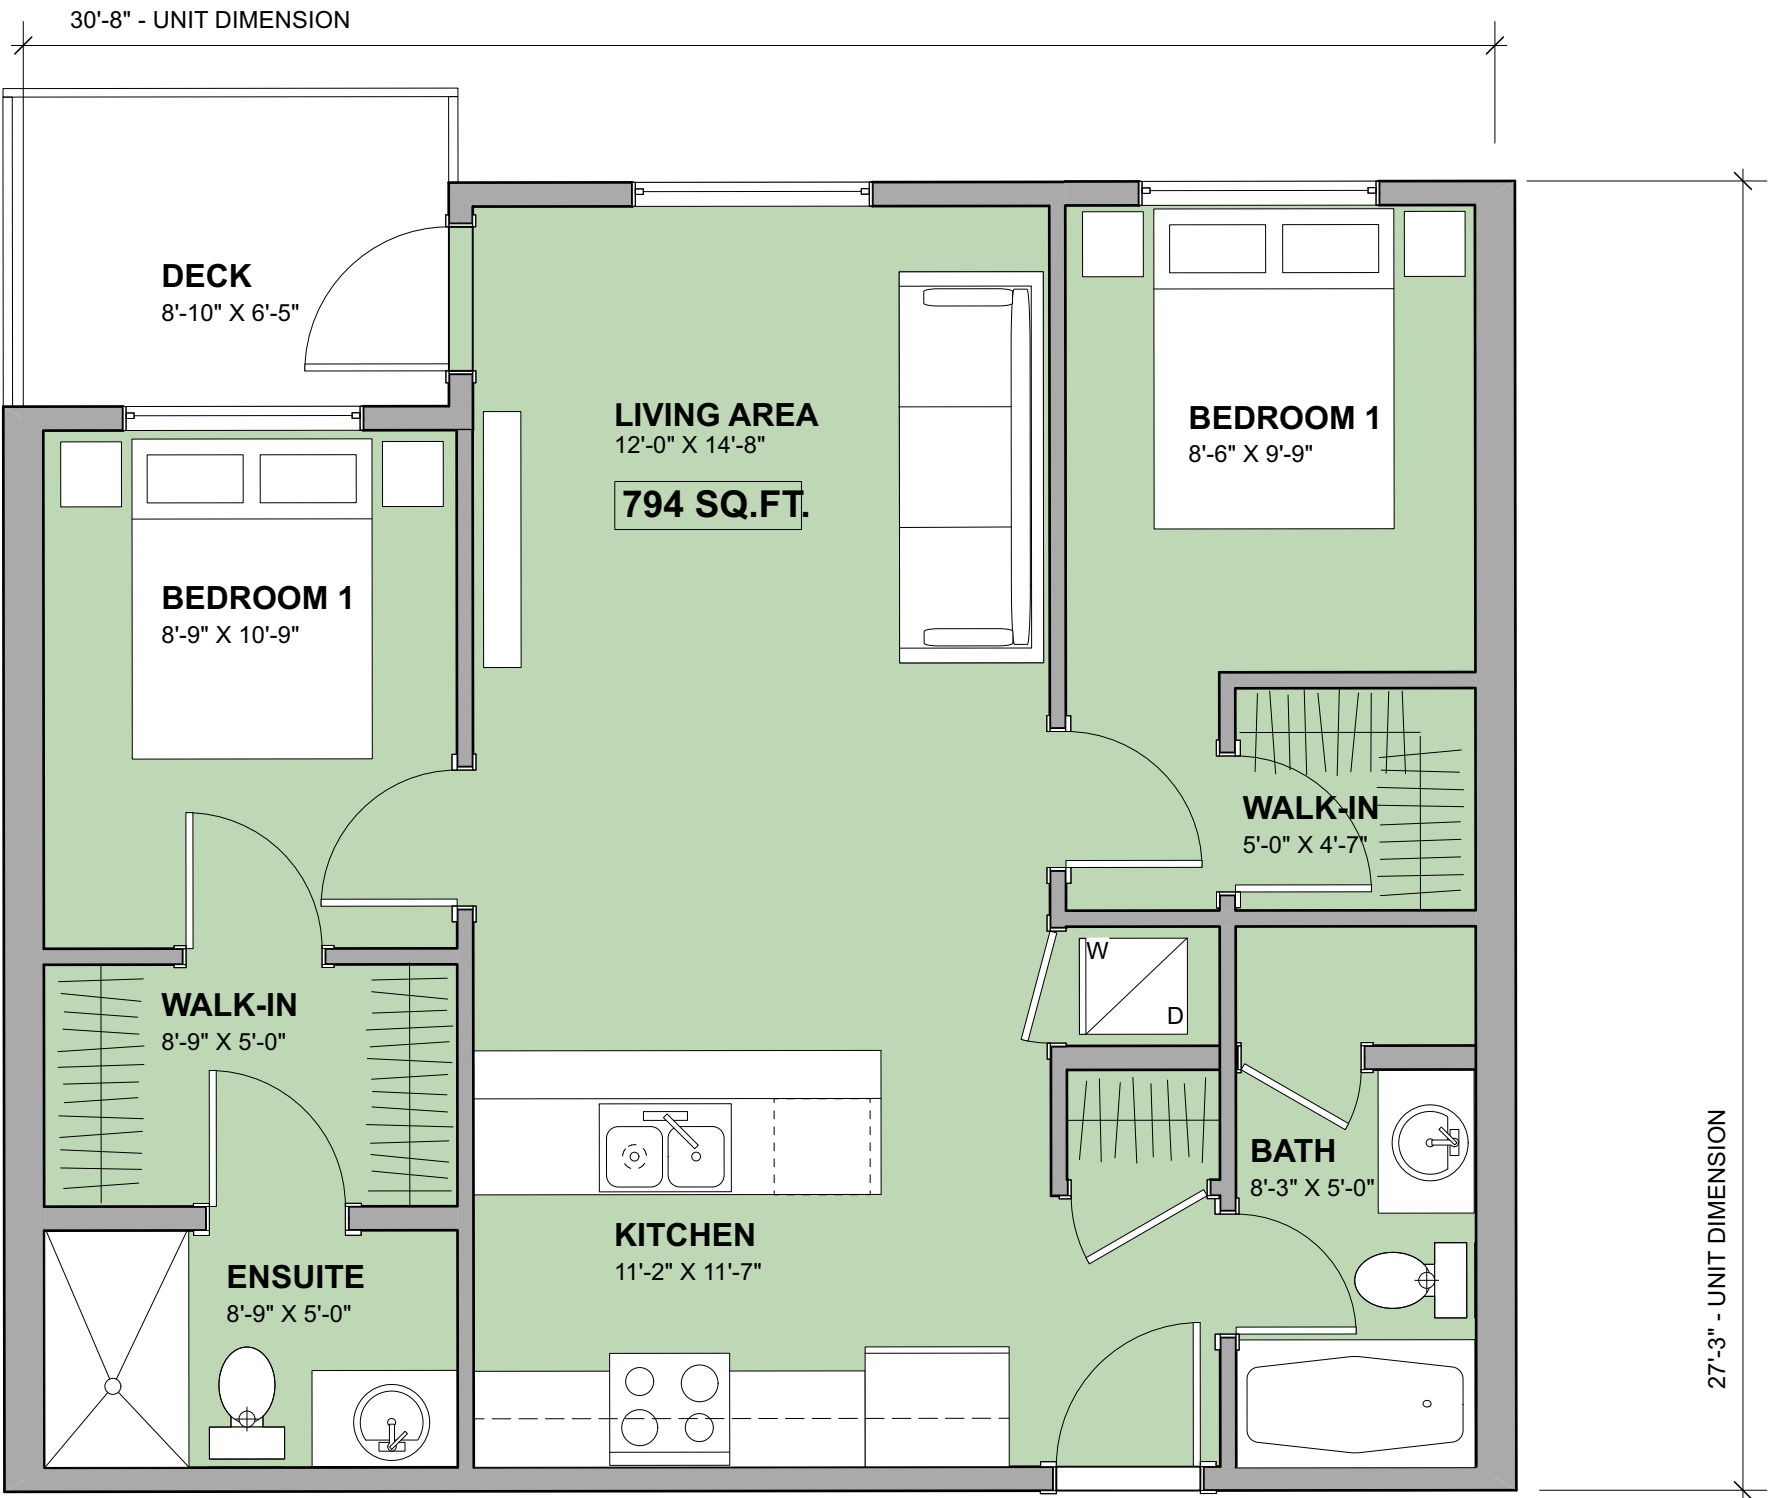 30'-8" - UNIT DIMENSION
DECK
8'-10" X 6'-5"
LIVING AREA
12'-0" X 14'-8"
794 SQ.FT.
BEDROOM 1
8'-6" X 9'-9"
BEDROOM 1
8'-9" X 10'-9"
WALK-IN
5'-0" X 4'-7"
W
D
WALK-IN
8'-9" X 5'-0"
BATH
8'-3" X 5'-0"
KITCHEN
11'-2" X 11'-7"
ENSUITE
8'-9" X 5'-0"
27'-3" - UNIT DIMENSION